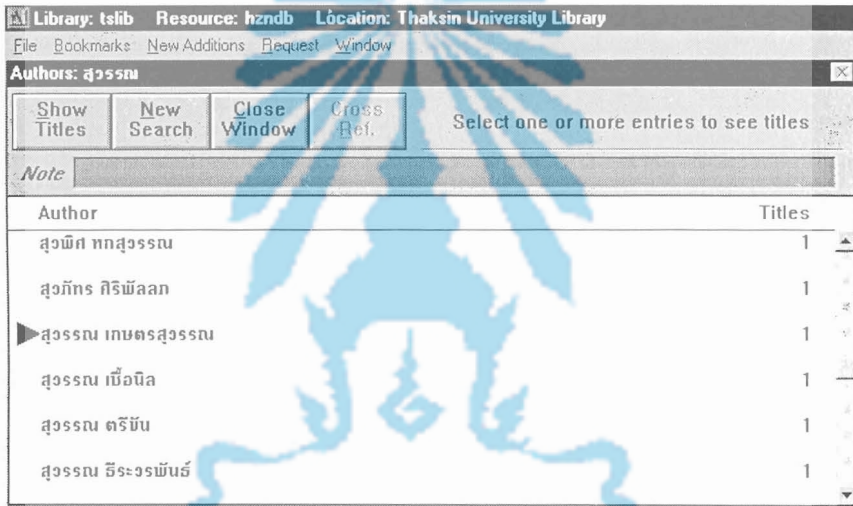 Library: tslib Resource: hzndb Location: Thaksin University Library
File Bookmarks New Additions Request Window
Authors: สุวรรณ
Show Titles New Search Close Window Cross Ref. Select one or more entries to see titles
Note
Author Titles
สุวพิศ ทกสุวรรณ 1
สุวภัทร ศิริพัลลภ 1
สุวรรณ เกษตรสุวรรณ 1
สุวรรณ เชื้อนิล 1
สุวรรณ ตรีขัน 1
สุวรรณ ธีระวรพันธ์ 1